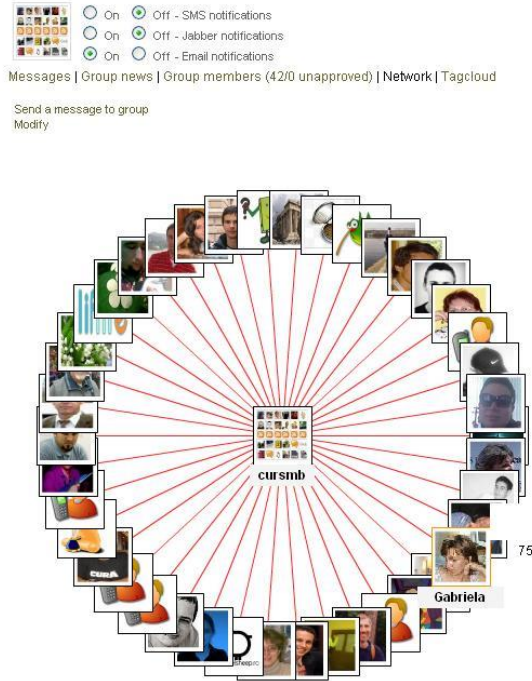 On Off - SMS notifications
On Off - Jabber notifications
On Off - Email notifications
Messages | Group news | Group members (42/0 unapproved) | Network | Tagcloud
Send a message to group
Modify
cursmb
CURA
75
Gabriela